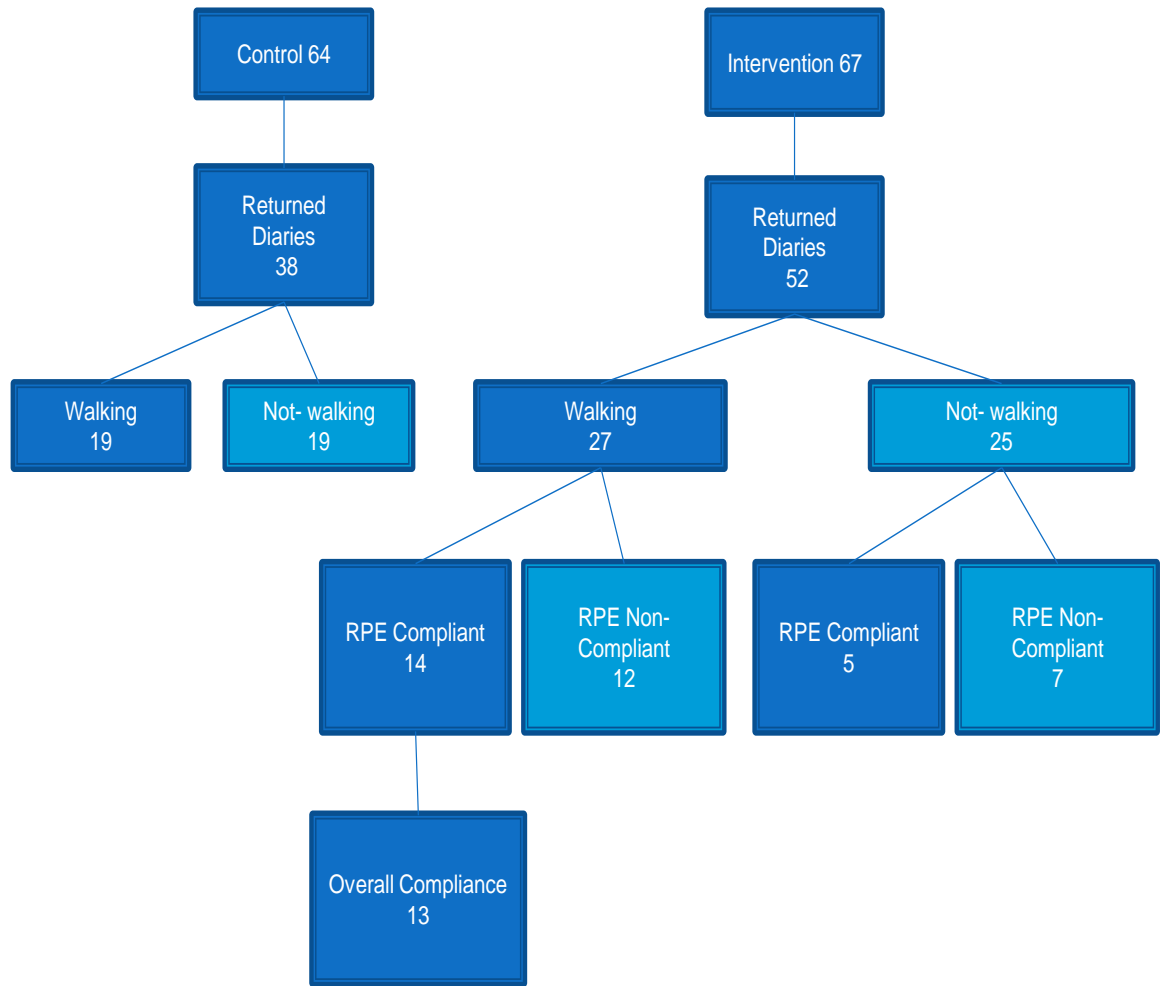 Control 64
Intervention 67
Returned
Diaries
38
Returned
Diaries
52
Walking
19
Not- walking
19
Walking
27
Not- walking
25
RPE Compliant
14
RPE Non-
Compliant
12
RPE Compliant
5
RPE Non-
Compliant
7
Overall Compliance
13